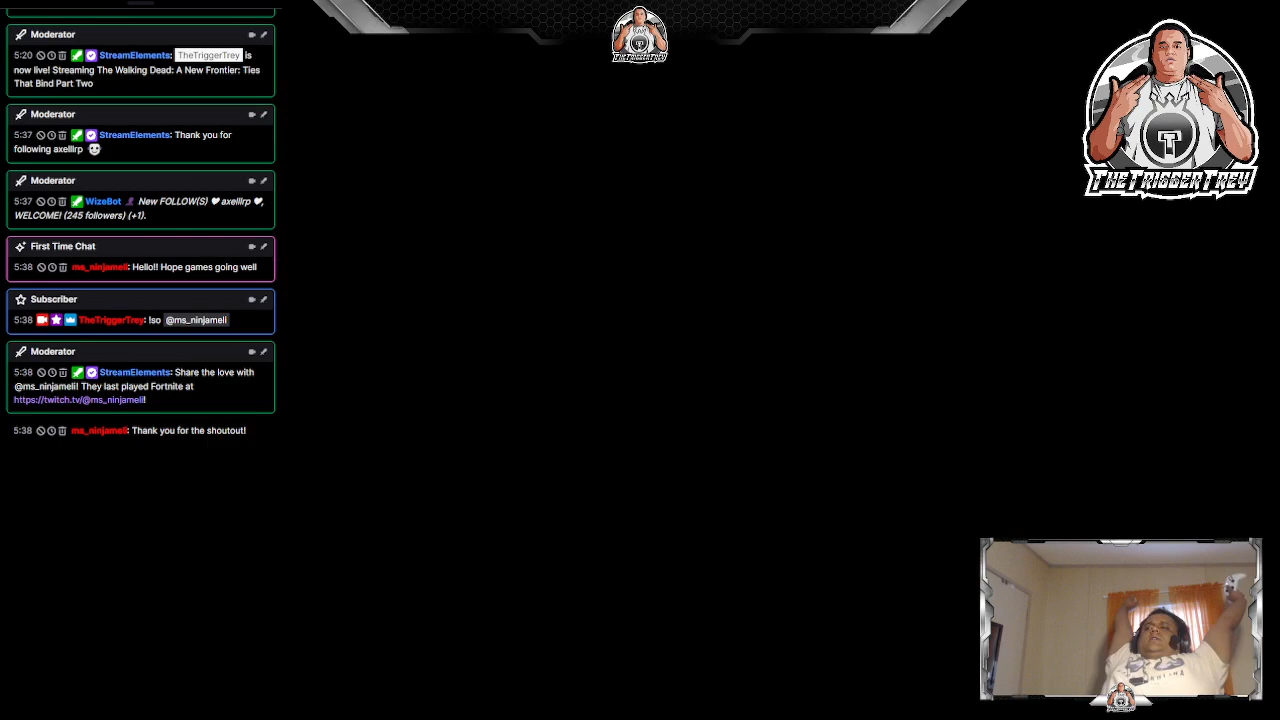 Moderator
5:20 StreamElements: TheTriggerTrey is
now live! Streaming The Walking Dead: A New Frontier: Ties
That Bind Part Two
Moderator
5:37 StreamElements: Thank you for
following axelllrp
Moderator
5:37 WizeBot New FOLLOW(S) axelllrp ,
WELCOME! (245 followers) (+1).
First Time Chat
5:38 ms_ninjameli: Hello!! Hope games going well
Subscriber
5:38 TheTriggerTrey: !so @ms_ninjameli
Moderator
5:38 StreamElements: Share the love with
@ms_ninjameli! They last played Fortnite at
https://twitch.tv/@ms_ninjameli!
5:38 ms_ninjameli: Thank you for the shoutout!
THETRIGGERTREY
T
THETRIGGERTREY